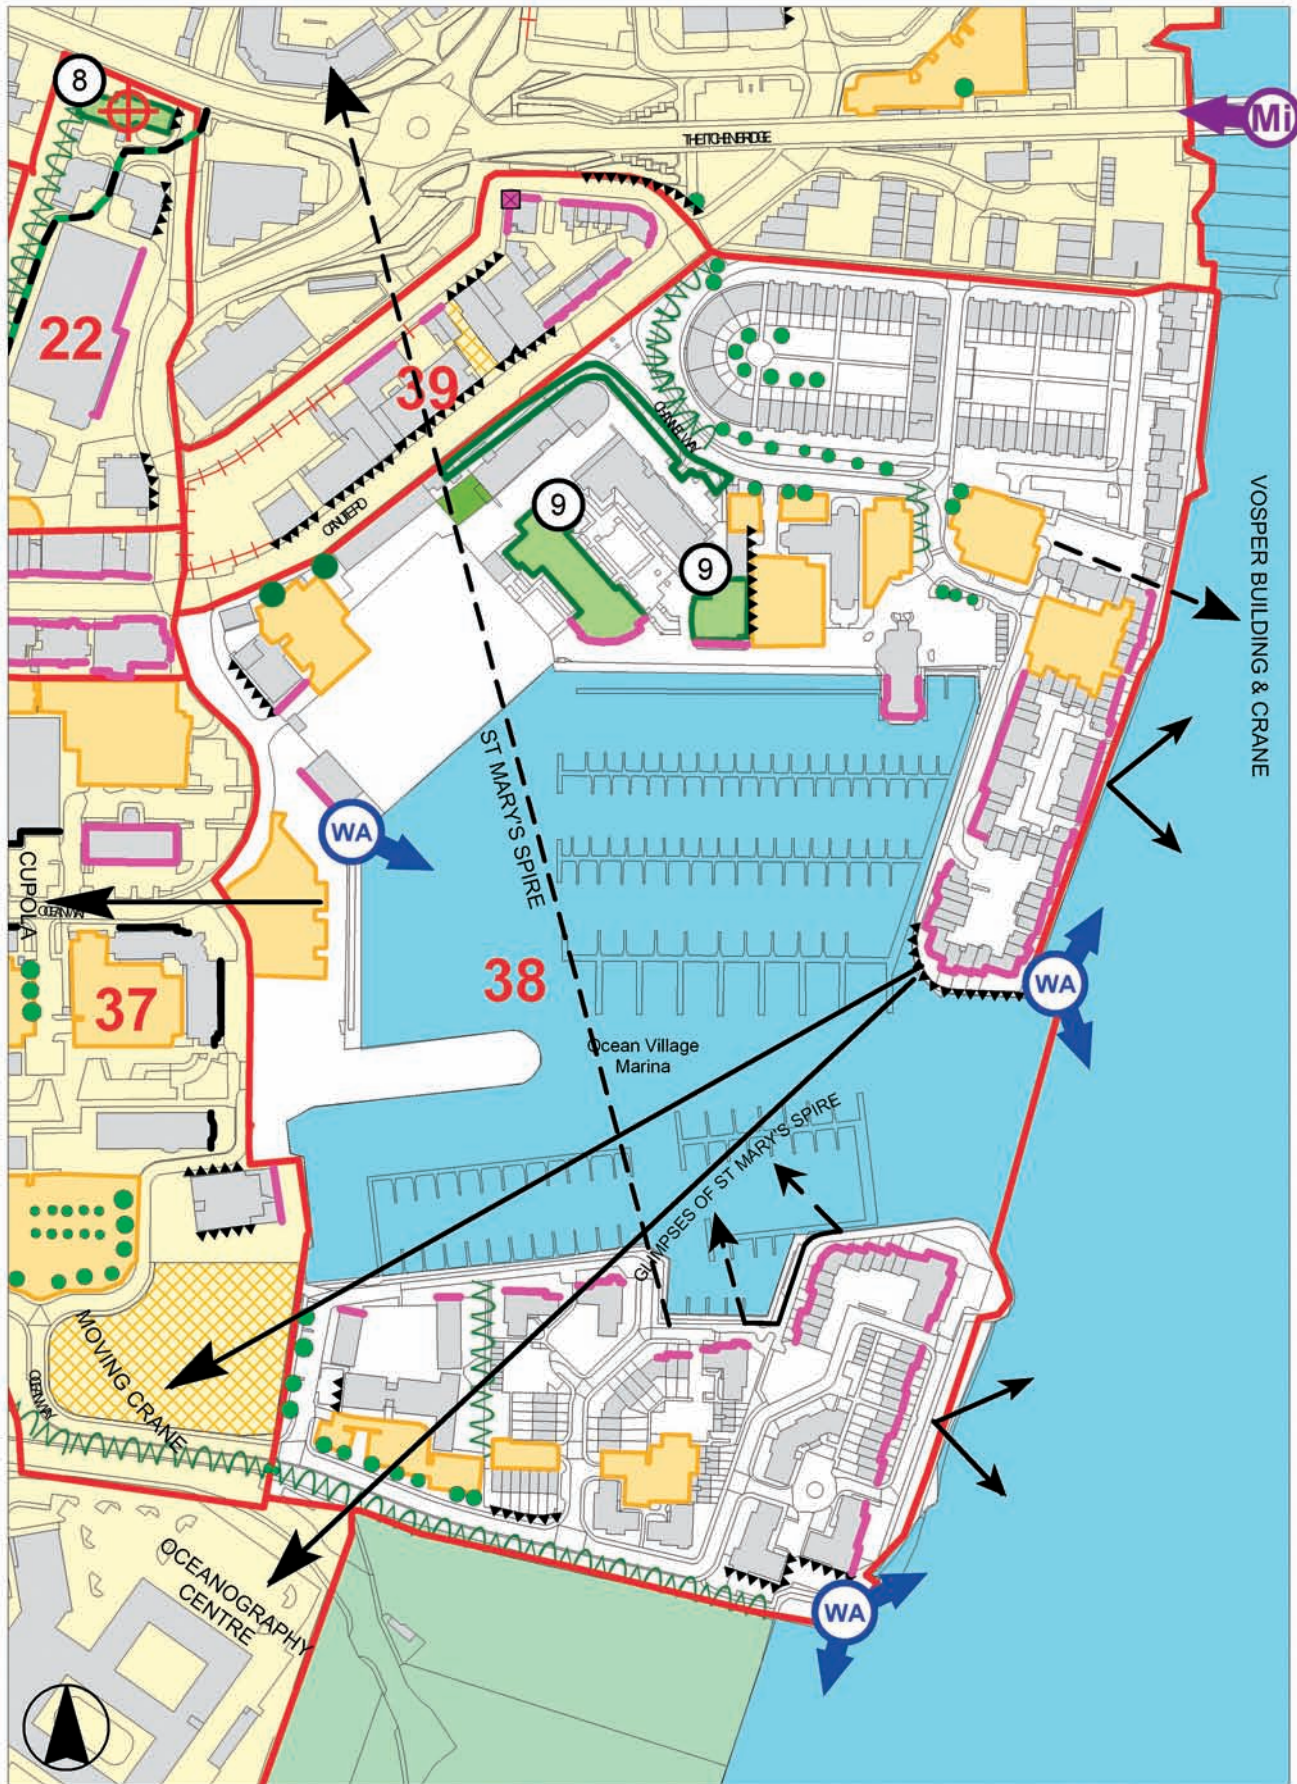 8
Mi
THE ITCHEN BRIDGE
22
39
9
9
VOSPER BUILDING & CRANE
ST MARY'S SPIRE
WA
CUPOLA
38
WA
37
Ocean Village
Marina
GLIMPSES OF ST MARY'S SPIRE
MOVING CRANE
OCEANOGRAPHY
CENTRE
WA